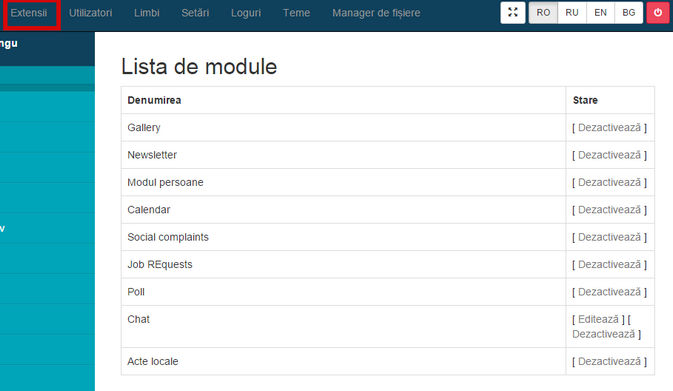 Extensii Utilizatori Limbi Setări Loguri Teme Manager de fișiere RO RU EN BG
ngu
Lista de module
Denumirea Stare
Gallery [ Dezactivează ]
Newsletter [ Dezactivează ]
Modul persoane [ Dezactivează ]
Calendar [ Dezactivează ]
v
Social complaints [ Dezactivează ]
Job REquests [ Dezactivează ]
Poll [ Dezactivează ]
Chat [ Editează ] [
Dezactivează ]
Acte locale [ Dezactivează ]